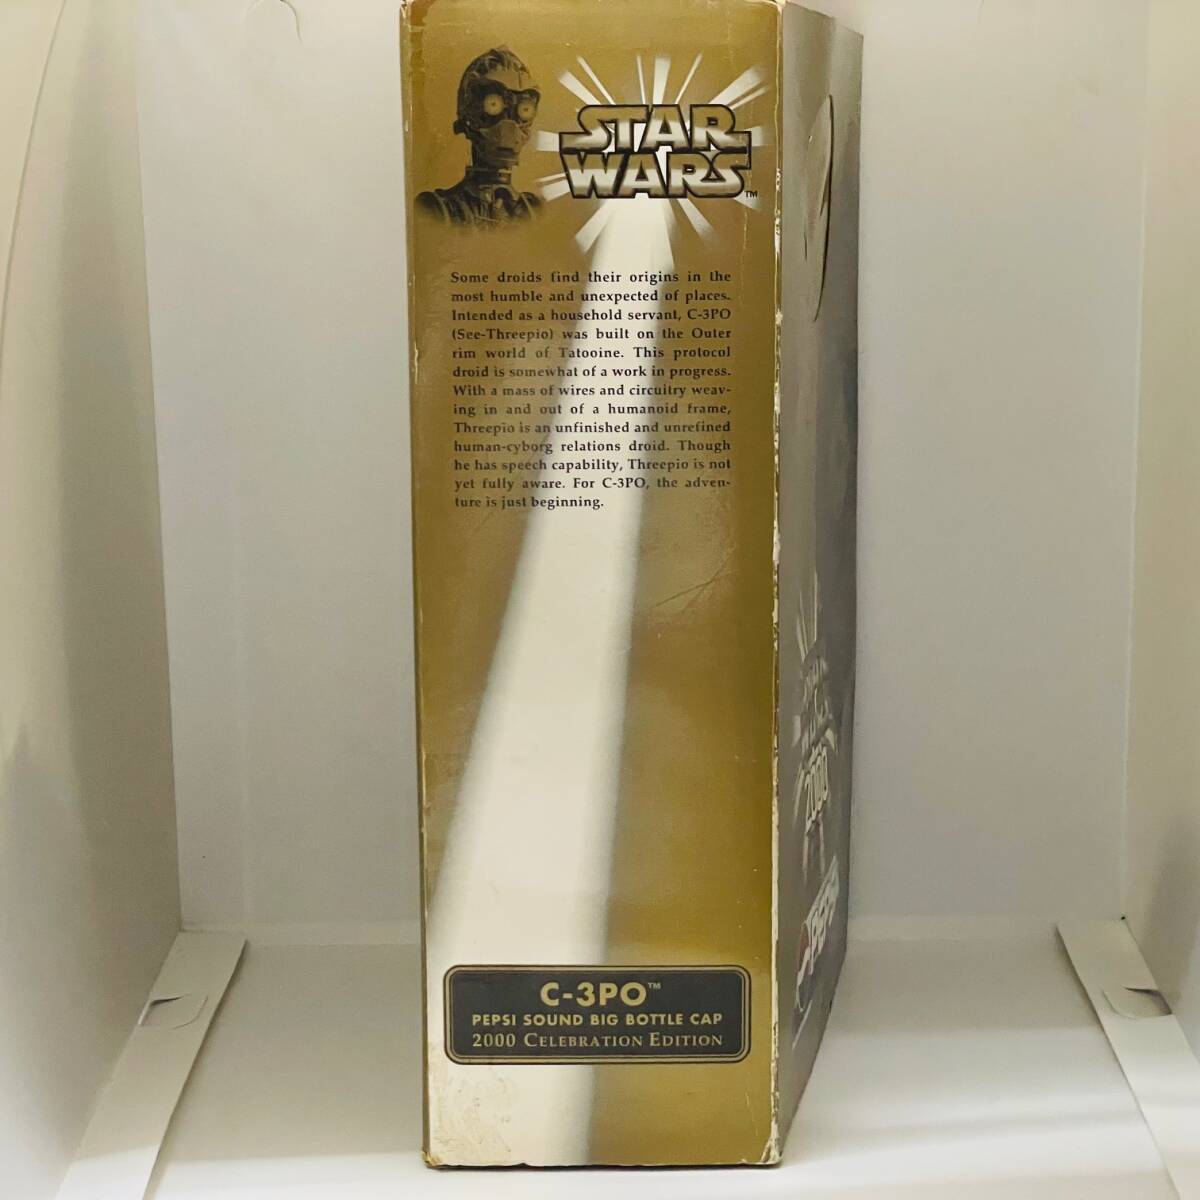 STAR
WARS™
Some droids find their origins in the
most humble and unexpected of places.
Intended as a household servant, C-3PO
(See-Threepio) was built on the Outer
rim world of Tatooine. This protocol
droid is somewhat of a work in progress.
With a mass of wires and circuitry weav-
ing in and out of a humanoid frame,
Threepio is an unfinished and unrefined
human-cyborg relations droid. Though
he has speech capability, Threepio is not
yet fully aware. For C-3PO, the adven-
ture is just beginning.
C-3PO™
PEPSI SOUND BIG BOTTLE CAP
2000 CELEBRATION EDITION
STAR
WARS
2000
PEPSI